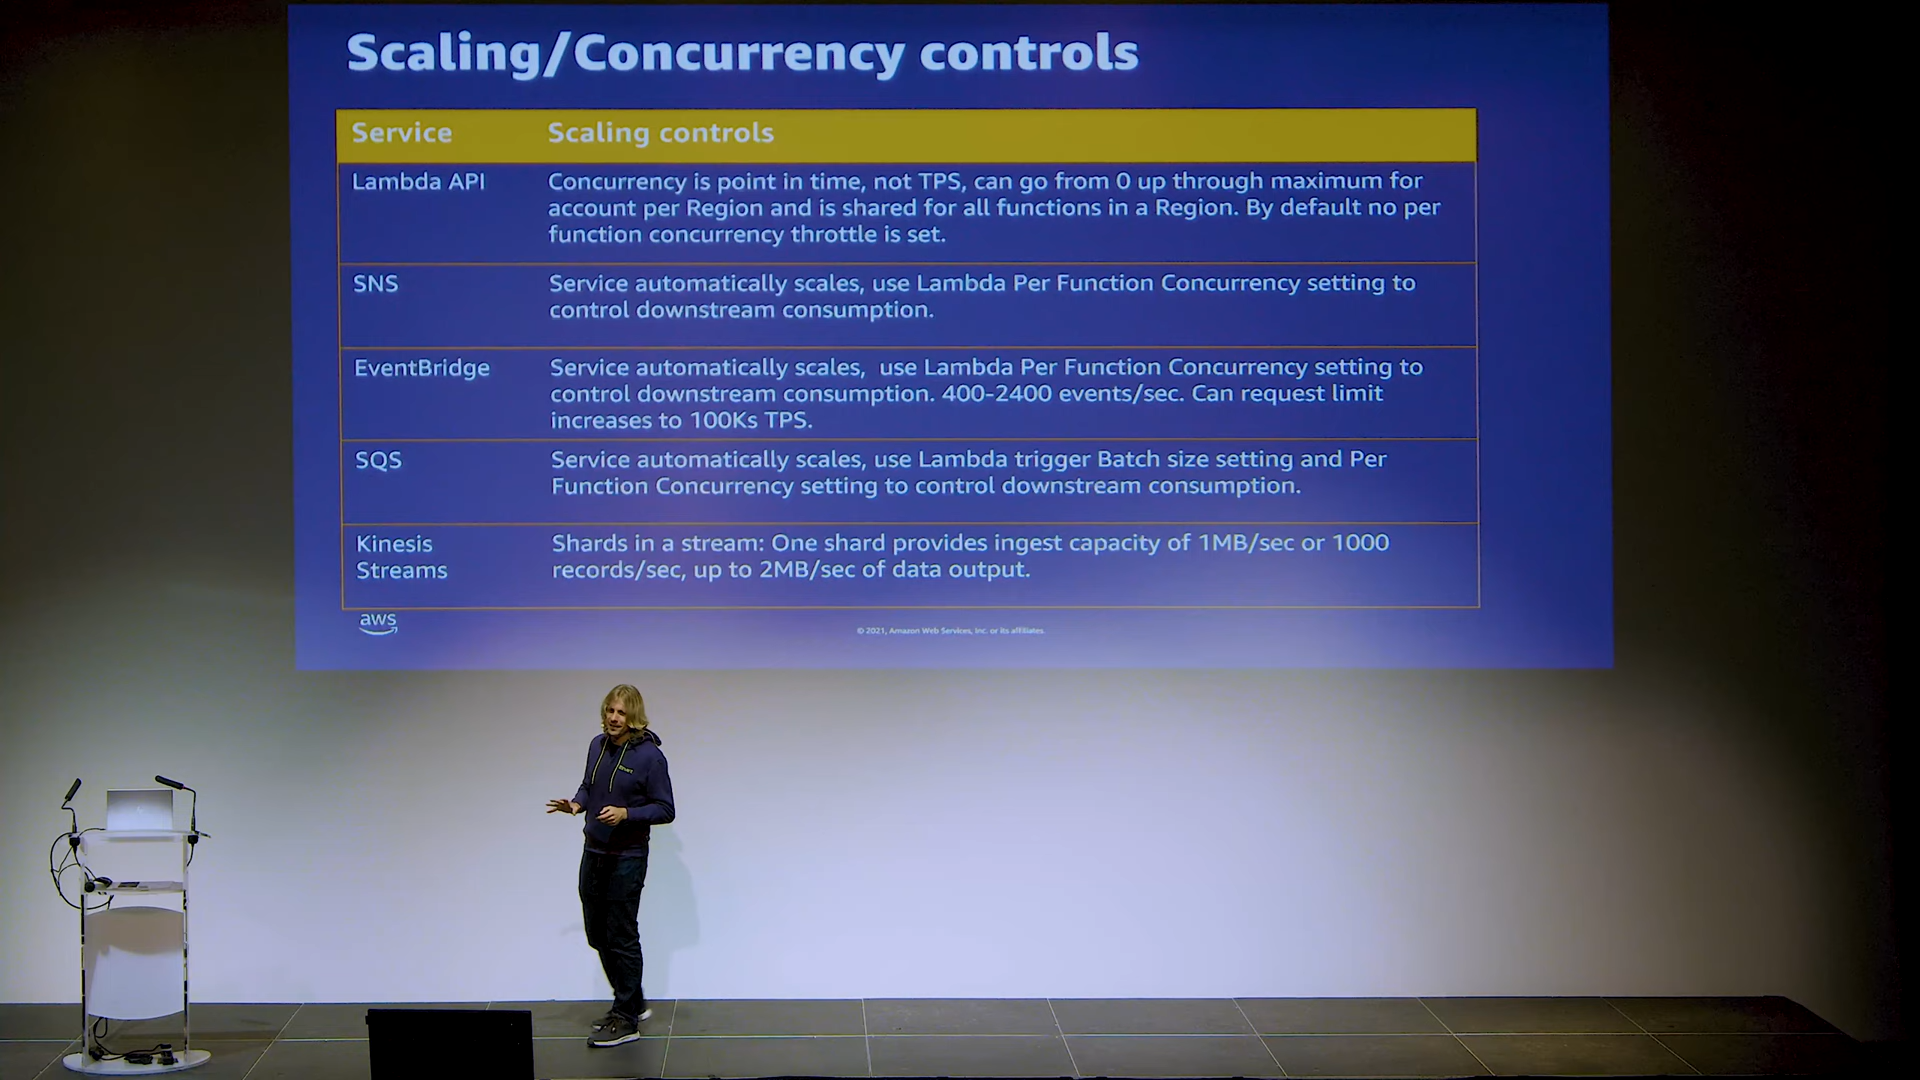 Scaling/Concurrency controls
Service
Scaling controls
Lambda API
Concurrency is point in time, not TPS, can go from 0 up through maximum for
account per Region and is shared for all functions in a Region. By default no per
function concurrency throttle is set.
SNS
Service automatically scales, use Lambda Per Function Concurrency setting to
control downstream consumption.
EventBridge
Service automatically scales, use Lambda Per Function Concurrency setting to
control downstream consumption. 400-2400 events/sec. Can request limit
increases to 100Ks TPS.
SQS
Service automatically scales, use Lambda trigger Batch size setting and Per
Function Concurrency setting to control downstream consumption.
Kinesis
Streams
Shards in a stream: One shard provides ingest capacity of 1MB/sec or 1000
records/sec, up to 2MB/sec of data output.
aws
© 2021, Amazon Web Services, Inc. or its affiliates.